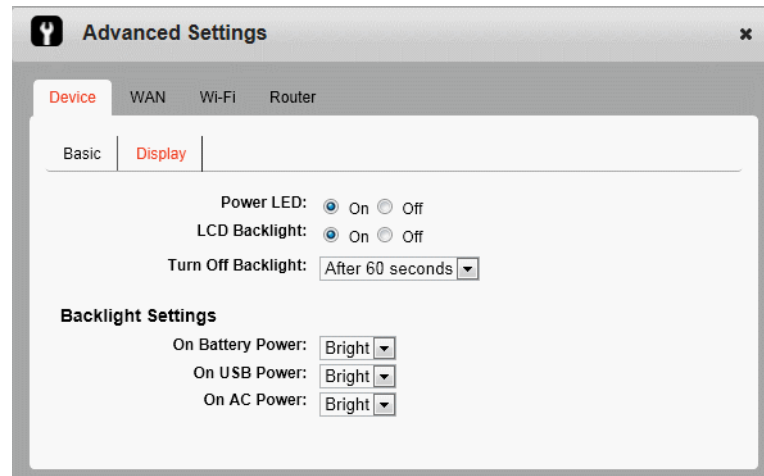 Advanced Settings
Device WAN Wi-Fi Router
Basic Display
Power LED: On Off
LCD Backlight: On Off
Turn Off Backlight: After 60 seconds
Backlight Settings
On Battery Power: Bright
On USB Power: Bright
On AC Power: Bright